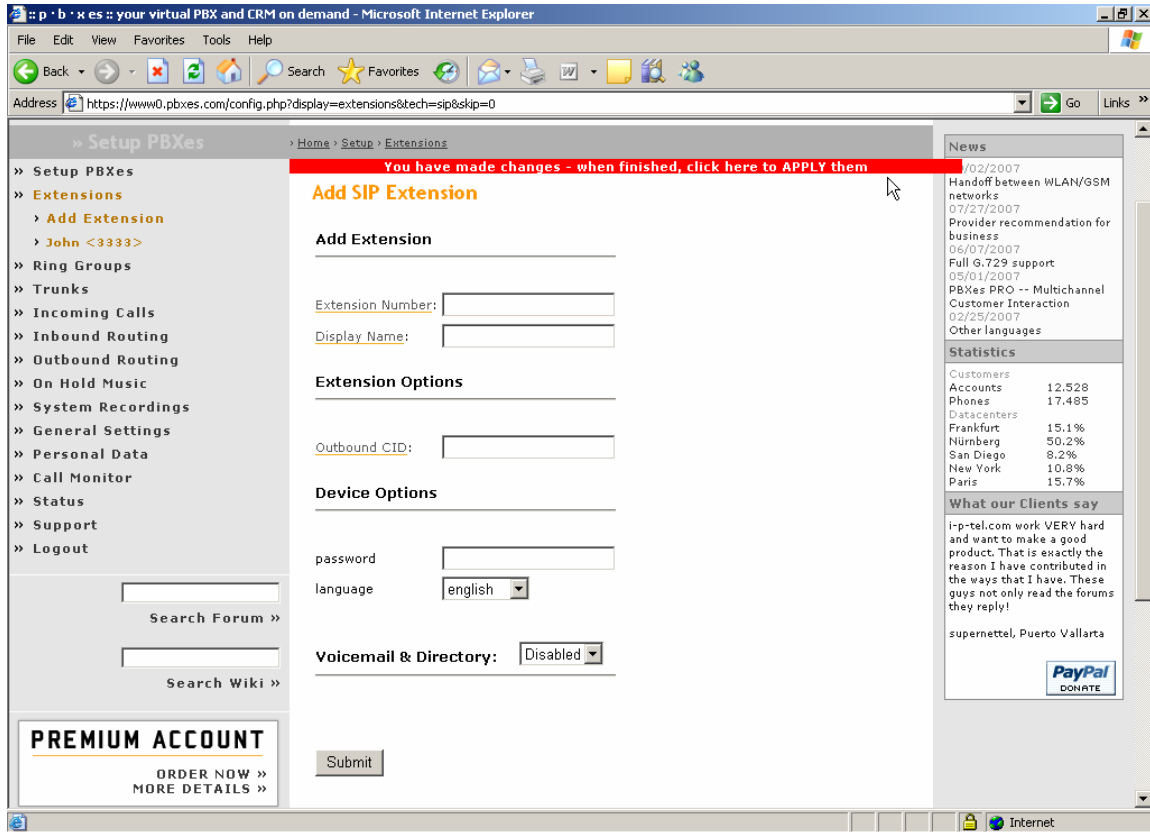 :: p · b · x es :: your virtual PBX and CRM on demand - Microsoft Internet Explorer
File Edit View Favorites Tools Help
Back Search Favorites
Address https://www0.pbxes.com/config.php?display=extensions&tech=sip&skip=0 Go Links »
» Setup PBXes
» Setup PBXes
» Extensions
› Add Extension
› John <3333>
» Ring Groups
» Trunks
» Incoming Calls
» Inbound Routing
» Outbound Routing
» On Hold Music
» System Recordings
» General Settings
» Personal Data
» Call Monitor
» Status
» Support
» Logout
Search Forum »
Search Wiki »
PREMIUM ACCOUNT
ORDER NOW »
MORE DETAILS »
› Home › Setup › Extensions
You have made changes - when finished, click here to APPLY them
Add SIP Extension
Add Extension
Extension Number:
Display Name:
Extension Options
Outbound CID:
Device Options
password
language english
Voicemail & Directory: Disabled
Submit
News
/02/2007
Handoff between WLAN/GSM
networks
07/27/2007
Provider recommendation for
business
06/07/2007
Full G.729 support
05/01/2007
PBXes PRO -- Multichannel
Customer Interaction
02/25/2007
Other languages
Statistics
Customers
Accounts 12.528
Phones 17.485
Datacenters
Frankfurt 15.1%
Nürnberg 50.2%
San Diego 8.2%
New York 10.8%
Paris 15.7%
What our Clients say
i-p-tel.com work VERY hard
and want to make a good
product. That is exactly the
reason I have contributed in
the ways that I have. These
guys not only read the forums
they reply!
supernettel, Puerto Vallarta
PayPal
DONATE
Internet